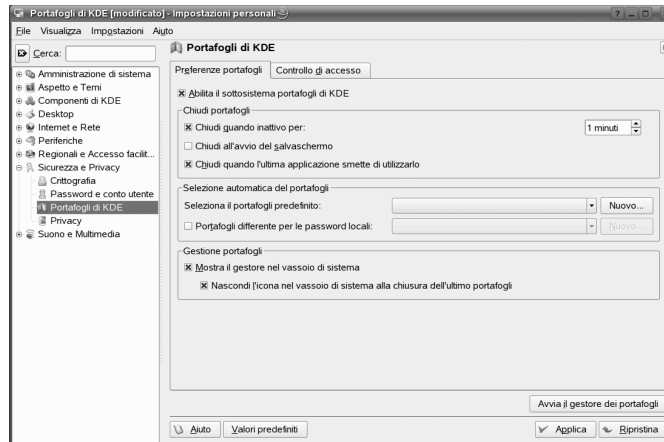 Portafogli di KDE [modificato] - Impostazioni personali
File Visualizza Impostazioni Aiuto
Cerca:
Amministrazione di sistema
Aspetto e Temi
Componenti di KDE
Desktop
Internet e Rete
Periferiche
Regionali e Accesso facilit...
Sicurezza e Privacy
Crittografia
Password e conto utente
Portafogli di KDE
Privacy
Suono e Multimedia
Portafogli di KDE
Preferenze portafogli Controllo di accesso
Abilita il sottosistema portafogli di KDE
Chiudi portafogli
Chiudi quando inattivo per: 1 minuti
Chiudi all'avvio del salvaschermo
Chiudi quando l'ultima applicazione smette di utilizzarlo
Selezione automatica del portafogli
Seleziona il portafogli predefinito: Nuovo...
Portafogli differente per le password locali: Nuovo...
Gestione portafogli
Mostra il gestore nel vassoio di sistema
Nascondi l'icona nel vassoio di sistema alla chiusura dell'ultimo portafogli
Avvia il gestore dei portafogli
Aiuto Valori predefiniti Applica Ripristina